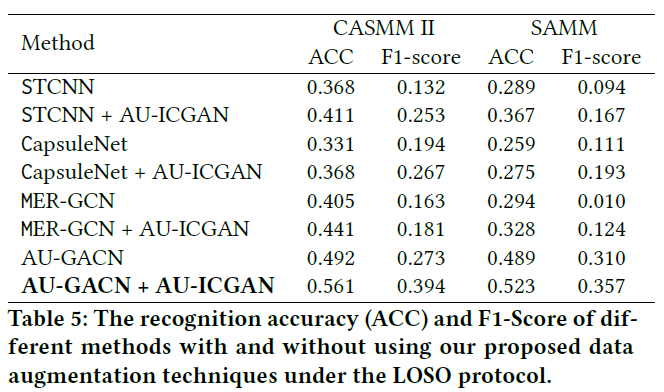 Method CASMM II SAMM
ACC F1-score ACC F1-score
STCNN 0.368 0.132 0.289 0.094
STCNN + AU-ICGAN 0.411 0.253 0.367 0.167
CapsuleNet 0.331 0.194 0.259 0.111
CapsuleNet + AU-ICGAN 0.368 0.267 0.275 0.193
MER-GCN 0.405 0.163 0.294 0.010
MER-GCN + AU-ICGAN 0.441 0.181 0.328 0.124
AU-GACN 0.492 0.273 0.489 0.310
AU-GACN + AU-ICGAN 0.561 0.394 0.523 0.357
Table 5: The recognition accuracy (ACC) and F1-Score of dif-
ferent methods with and without using our proposed data
augmentation techniques under the LOSO protocol.